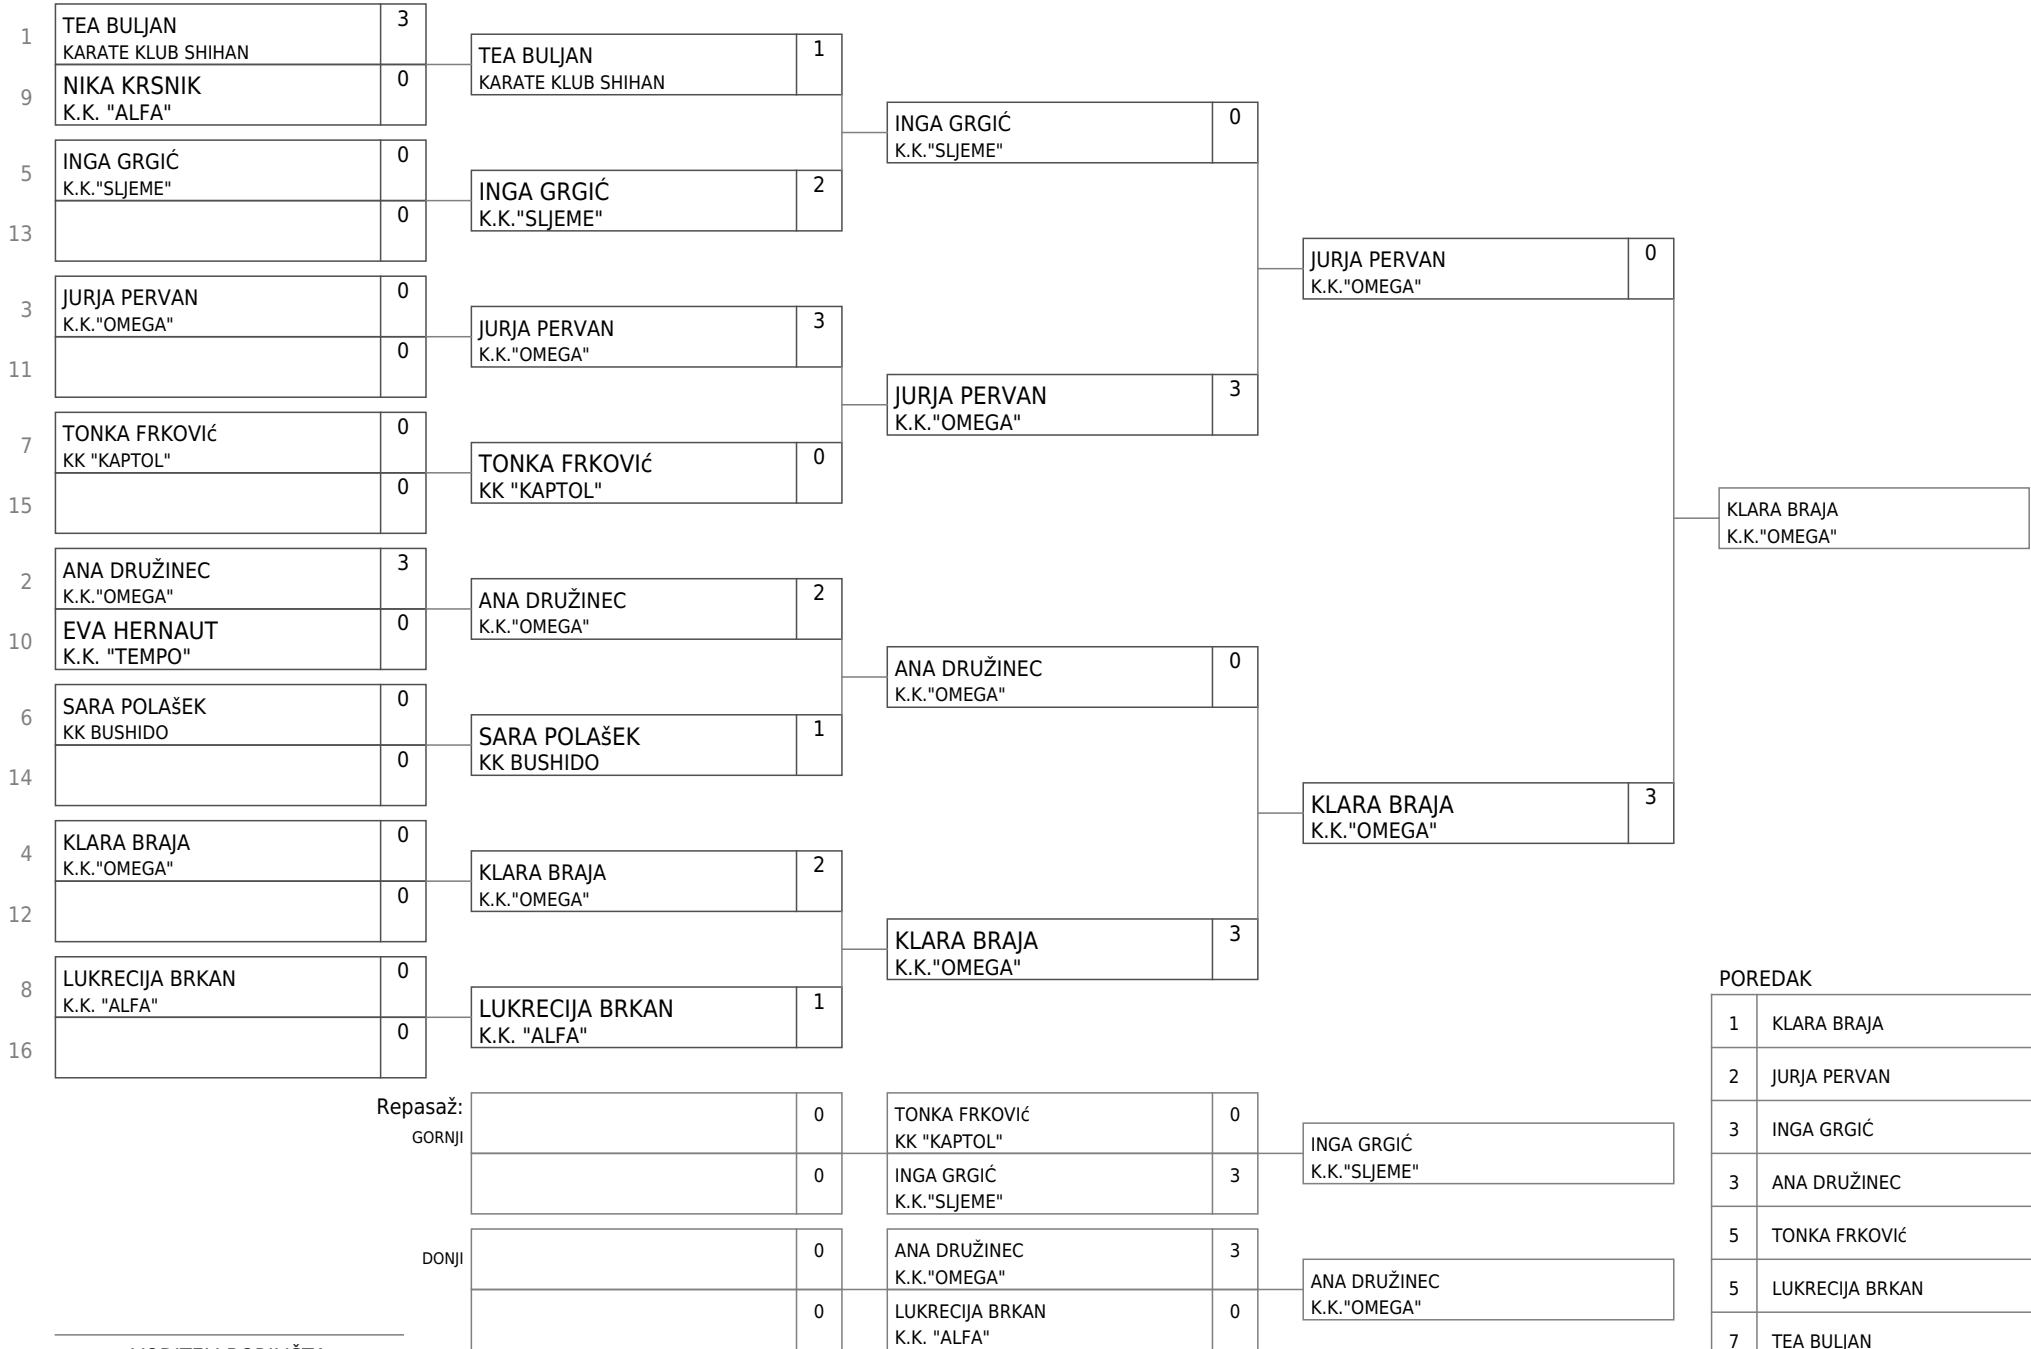 1
TEA BULJAN 3
KARATE KLUB SHIHAN
9
NIKA KRSNIK 0
K.K. "ALFA"
5
INGA GRGIĆ 0
K.K."SLJEME"
13
0
3
JURJA PERVAN 0
K.K."OMEGA"
11
0
7
TONKA FRKOVIć 0
KK "KAPTOL"
15
0
2
ANA DRUŽINEC 3
K.K."OMEGA"
10
EVA HERNAUT 0
K.K. "TEMPO"
6
SARA POLAšEK 0
KK BUSHIDO
14
0
4
KLARA BRAJA 0
K.K."OMEGA"
12
0
8
LUKRECIJA BRKAN 0
K.K. "ALFA"
16
0
TEA BULJAN 1
KARATE KLUB SHIHAN
INGA GRGIĆ 2
K.K."SLJEME"
JURJA PERVAN 3
K.K."OMEGA"
TONKA FRKOVIć 0
KK "KAPTOL"
ANA DRUŽINEC 2
K.K."OMEGA"
SARA POLAšEK 1
KK BUSHIDO
KLARA BRAJA 2
K.K."OMEGA"
LUKRECIJA BRKAN 1
K.K. "ALFA"
INGA GRGIĆ 0
K.K."SLJEME"
JURJA PERVAN 3
K.K."OMEGA"
ANA DRUŽINEC 0
K.K."OMEGA"
KLARA BRAJA 3
K.K."OMEGA"
JURJA PERVAN 0
K.K."OMEGA"
KLARA BRAJA 3
K.K."OMEGA"
KLARA BRAJA
K.K."OMEGA"
Repasaž:
GORNJI
0
0
TONKA FRKOVIć 0
KK "KAPTOL"
INGA GRGIĆ 3
K.K."SLJEME"
INGA GRGIĆ
K.K."SLJEME"
DONJI
0
0
ANA DRUŽINEC 3
K.K."OMEGA"
LUKRECIJA BRKAN 0
K.K. "ALFA"
ANA DRUŽINEC
K.K."OMEGA"
POREDAK
1 KLARA BRAJA
2 JURJA PERVAN
3 INGA GRGIĆ
3 ANA DRUŽINEC
5 TONKA FRKOVIć
5 LUKRECIJA BRKAN
7 TEA BULJAN